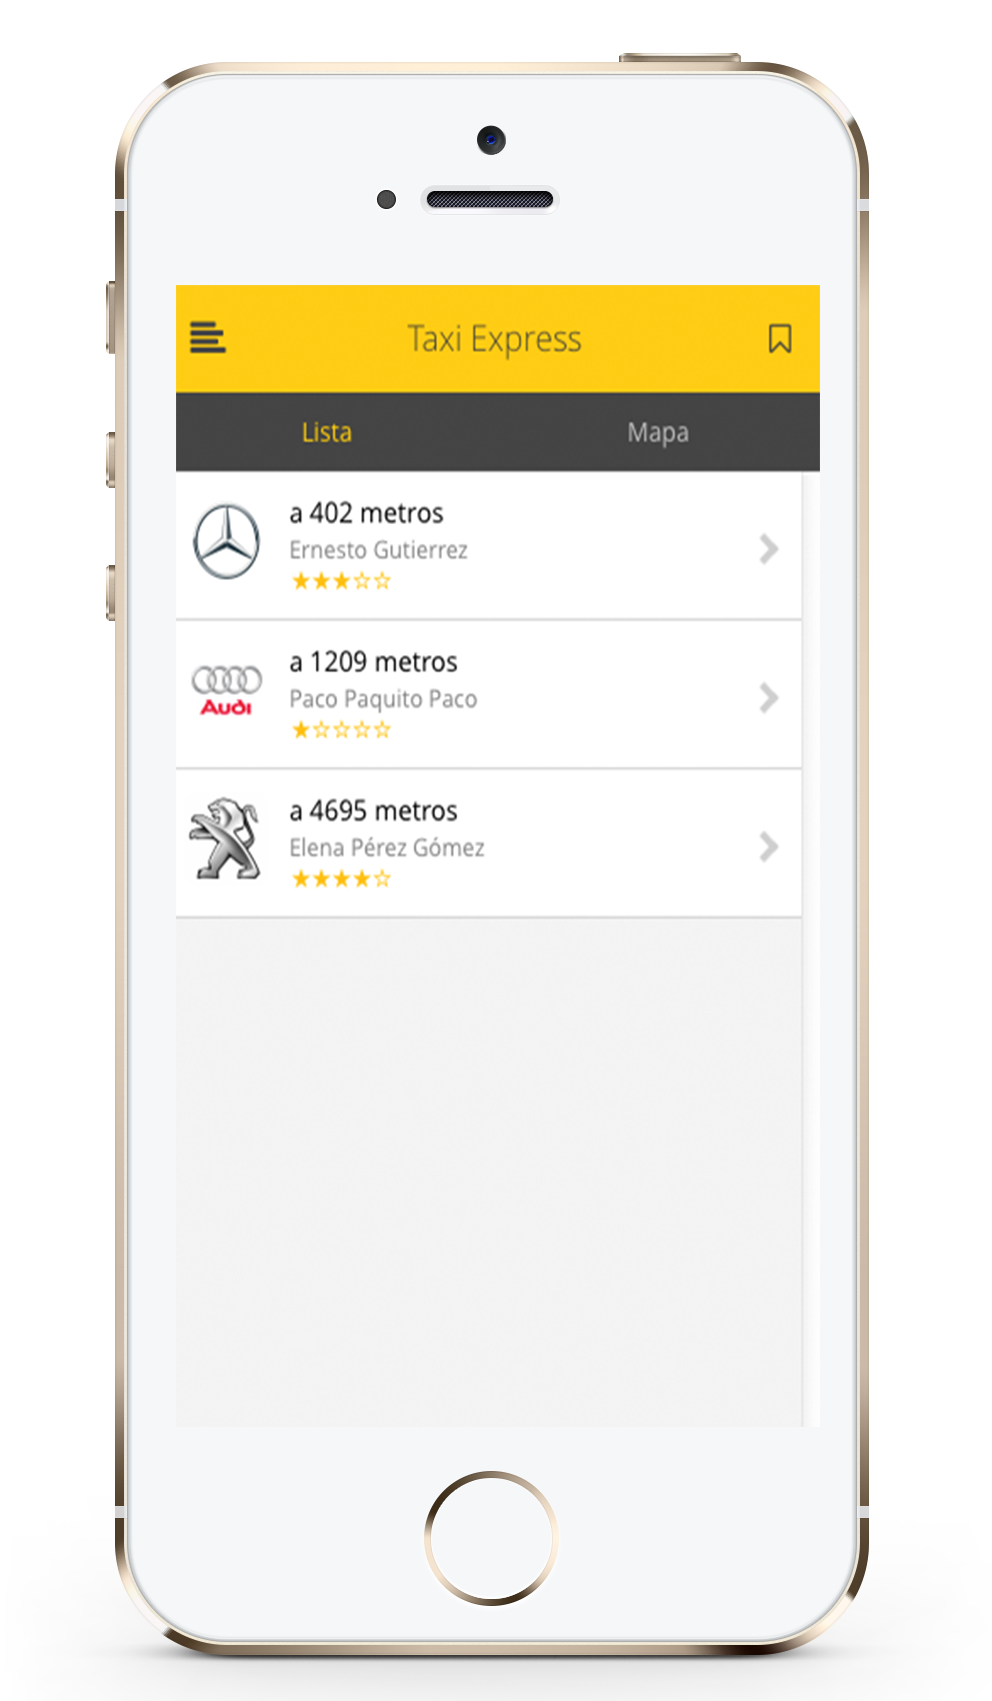 Taxi Express
Lista
Mapa
a 402 metros
Ernesto Gutierrez
a 1209 metros
Paco Paquito Paco
Audi
a 4695 metros
Elena Pérez Gómez